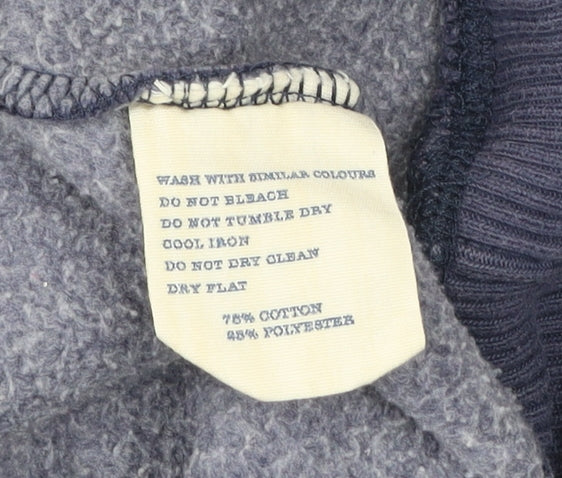 WASH WITH SIMILAR COLOURS
DO NOT BLEACH
DO NOT TUMBLE DRY
COOL IRON
DO NOT DRY CLEAN
DRY FLAT
75% COTTON
25% POLYESTER